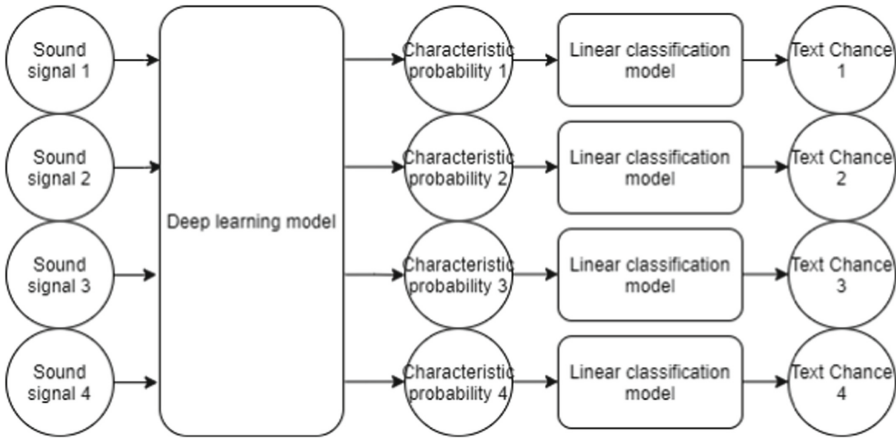 Sound
signal 1
Characteristic
probability 1
Linear classification
model
Text Chance
1
Sound
signal 2
Characteristic
probability 2
Linear classification
model
Text Chance
2
Deep learning model
Sound
signal 3
Characteristic
probability 3
Linear classification
model
Text Chance
3
Sound
signal 4
Characteristic
probability 4
Linear classification
model
Text Chance
4